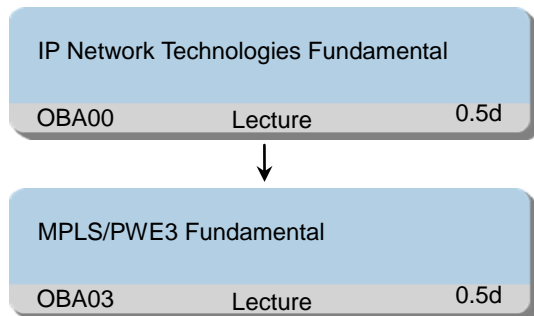 IP Network Technologies Fundamental
OBA00 Lecture 0.5d
MPLS/PWE3 Fundamental
OBA03 Lecture 0.5d